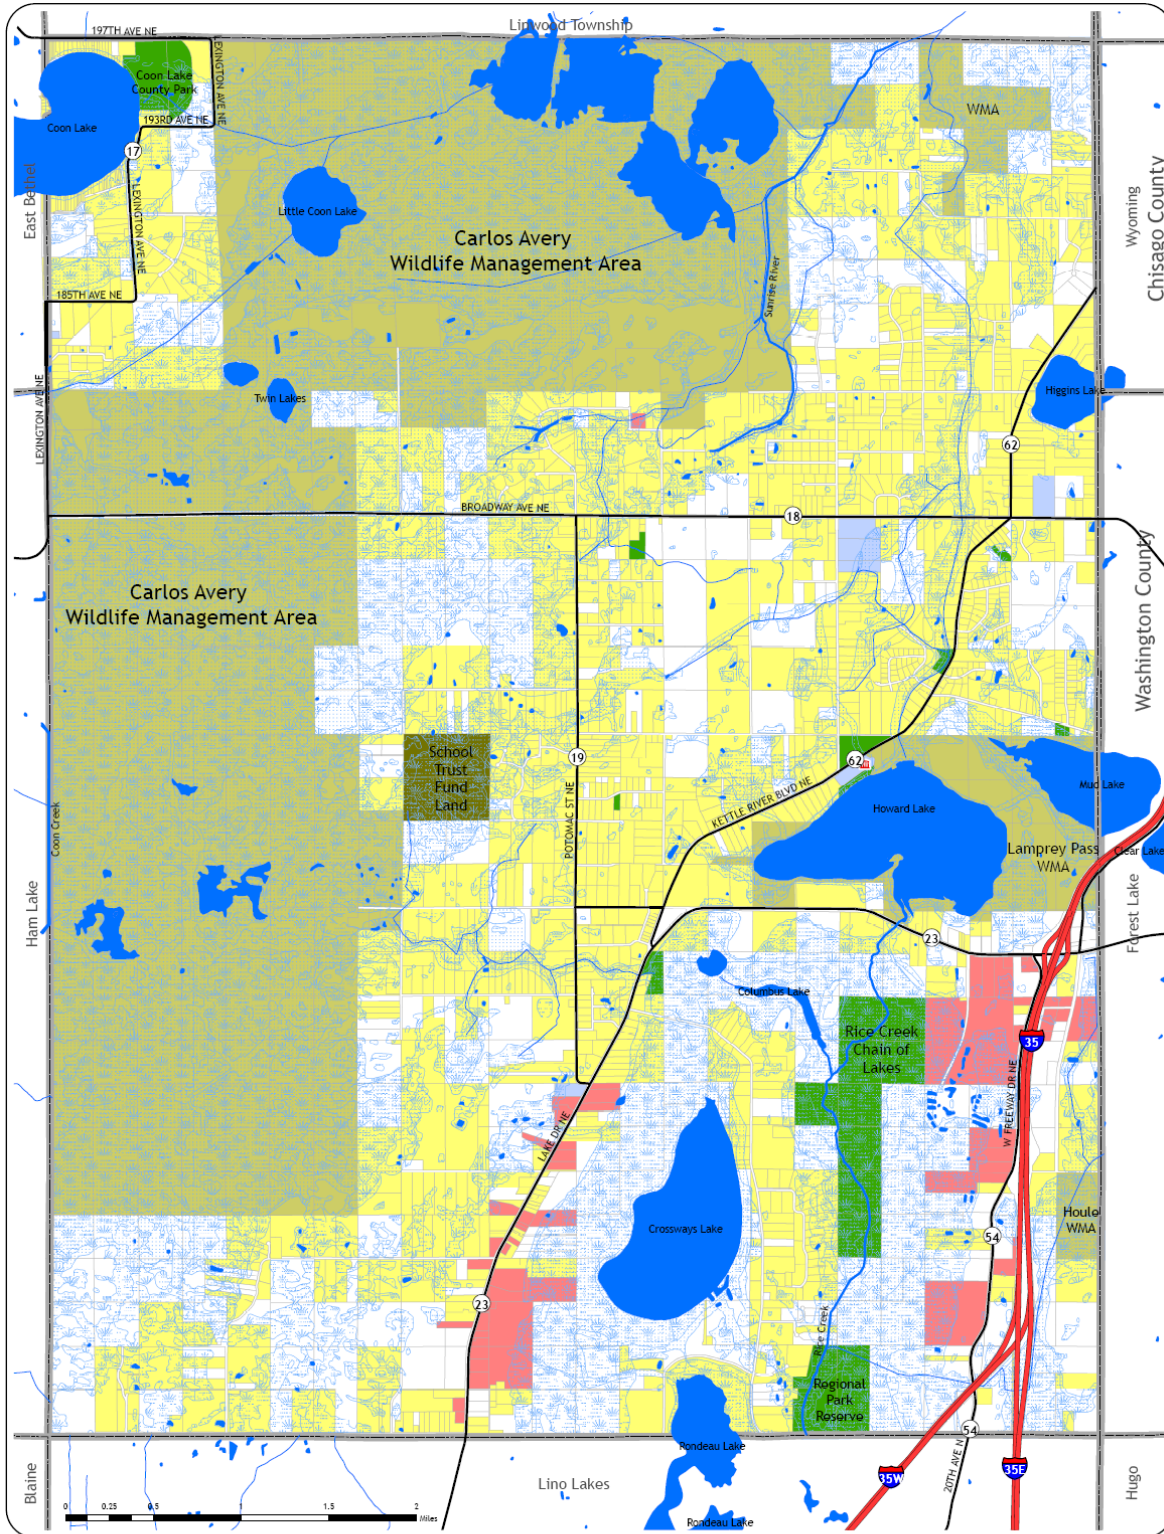 Linwood Township
197TH AVE NE
LEXINGTON AVE NE
Coon Lake
County Park
WMA
193RD AVE NE
Coon Lake
17
East Bethel
LEXINGTON AVE NE
Little Coon Lake
Wyoming
Chisago County
Carlos Avery
Wildlife Management Area
Sunrise River
185TH AVE NE
LEXINGTON AVE NE
Twin Lakes
Higgins Lake
62
BROADWAY AVE NE
18
Carlos Avery
Wildlife Management Area
Washington County
School
Trust
Fund
Land
19
62
POTOMAC ST NE
KETTLE RIVER BLVD NE
Mud Lake
Howard Lake
Coon Creek
Lamprey Pass
WMA
Clear Lake
Ham Lake
Forest Lake
23
Columbus Lake
Rice Creek
Chain of
Lakes
35
W FREEWAY DR NE
LAKE DR NE
Crossways Lake
Houle
WMA
54
23
Rice Creek
Regional
Park
Reserve
54
Rondeau Lake
20TH AVE N
35W
35E
Blaine
Lino Lakes
Hugo
0 0.25 0.5 1 1.5 2
Miles
Rondeau Lake